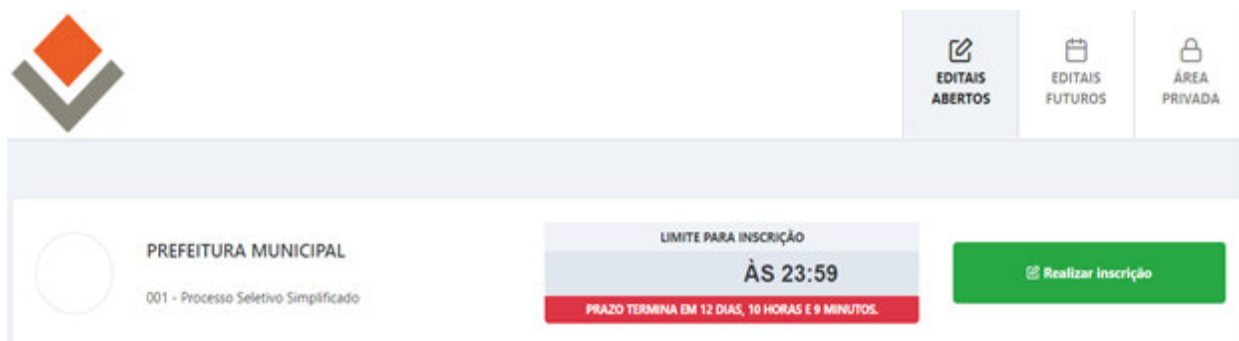 EDITAIS
ABERTOS
EDITAIS
FUTUROS
ÁREA
PRIVADA
PREFEITURA MUNICIPAL
001 - Processo Seletivo Simplificado
LIMITE PARA INSCRIÇÃO
ÀS 23:59
PRAZO TERMINA EM 12 DIAS, 10 HORAS E 9 MINUTOS.
Realizar inscrição